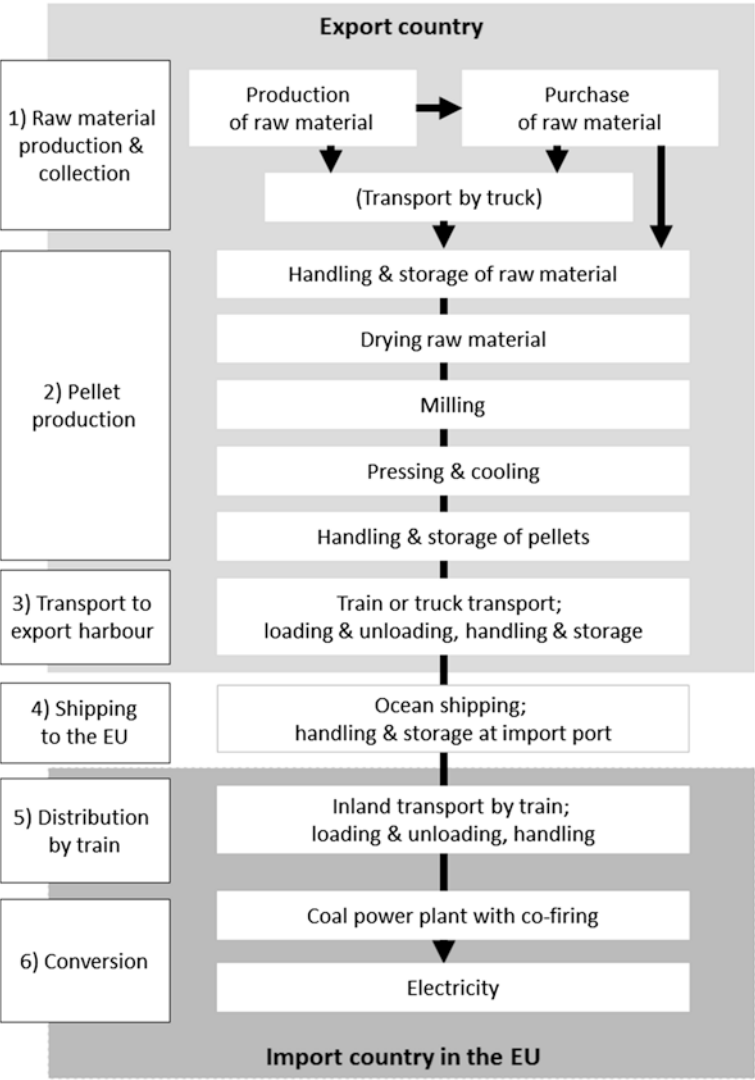 Export country
1) Raw material
production &
collection
Production
of raw material
Purchase
of raw material
(Transport by truck)
2) Pellet
production
Handling & storage of raw material
Drying raw material
Milling
Pressing & cooling
Handling & storage of pellets
3) Transport to
export harbour
Train or truck transport;
loading & unloading, handling & storage
4) Shipping
to the EU
Ocean shipping;
handling & storage at import port
5) Distribution
by train
Inland transport by train;
loading & unloading, handling
6) Conversion
Coal power plant with co-firing
Electricity
Import country in the EU